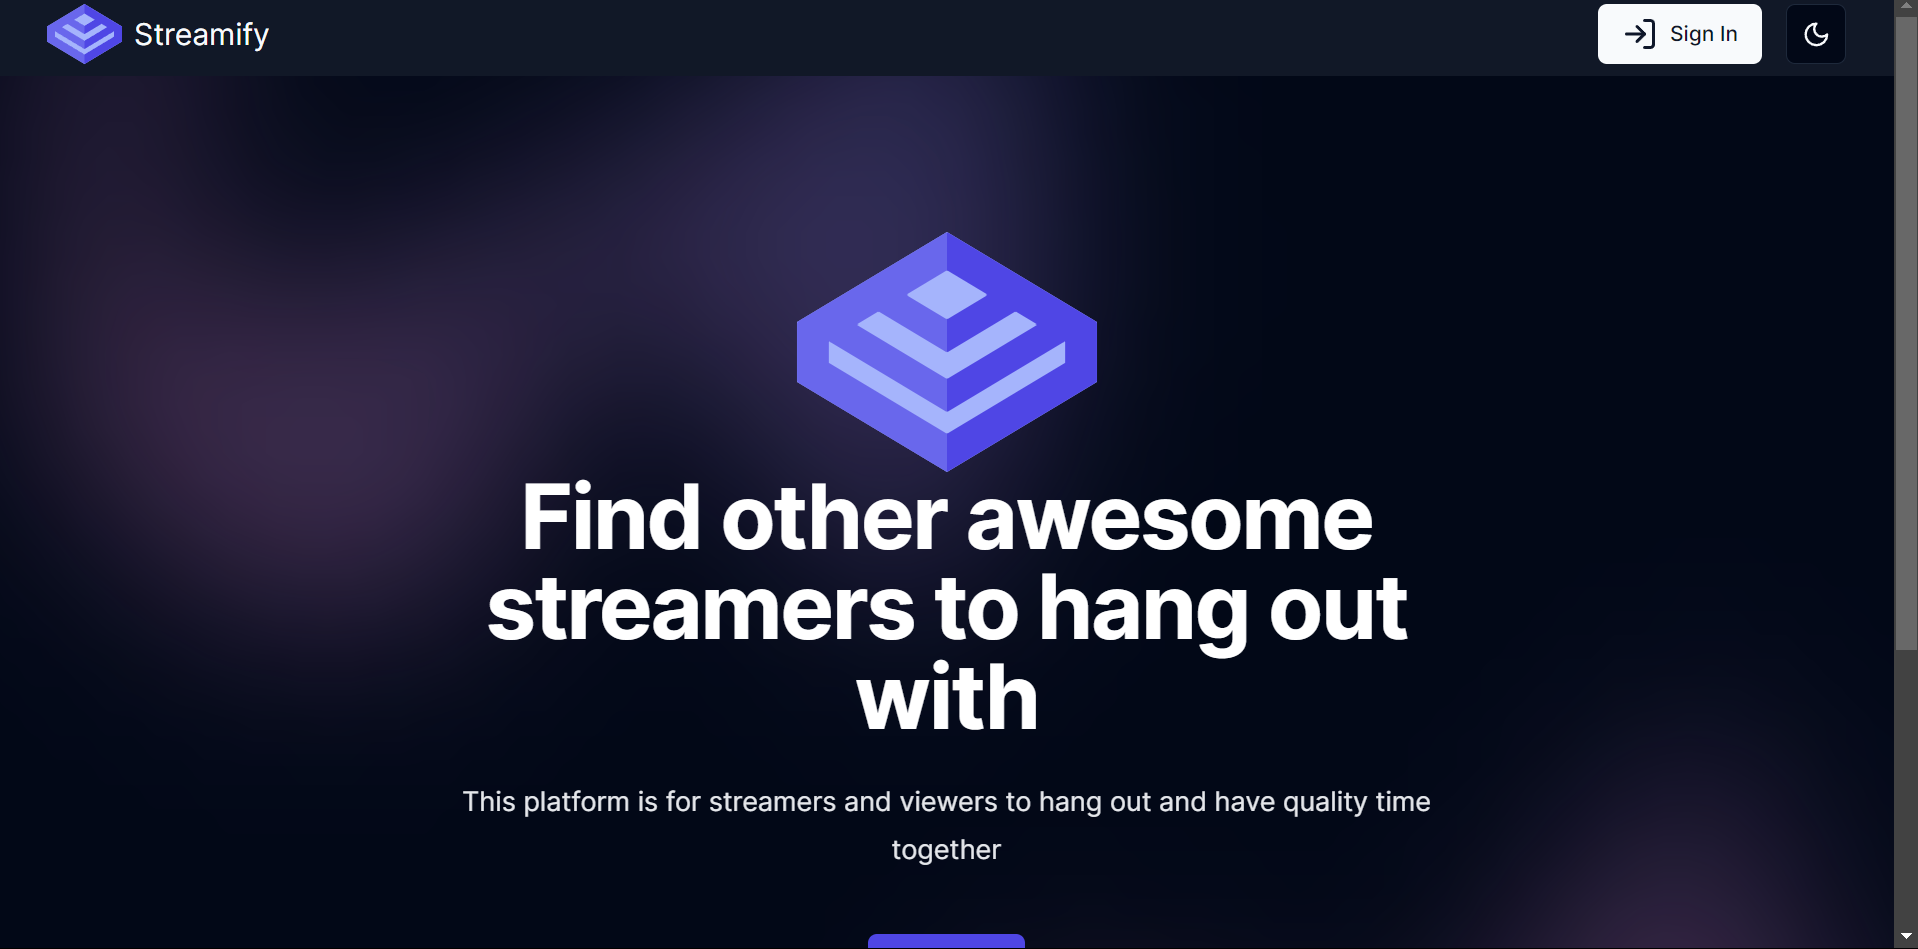 Streamify
Sign In
Find other awesome
streamers to hang out
with
This platform is for streamers and viewers to hang out and have quality time
together